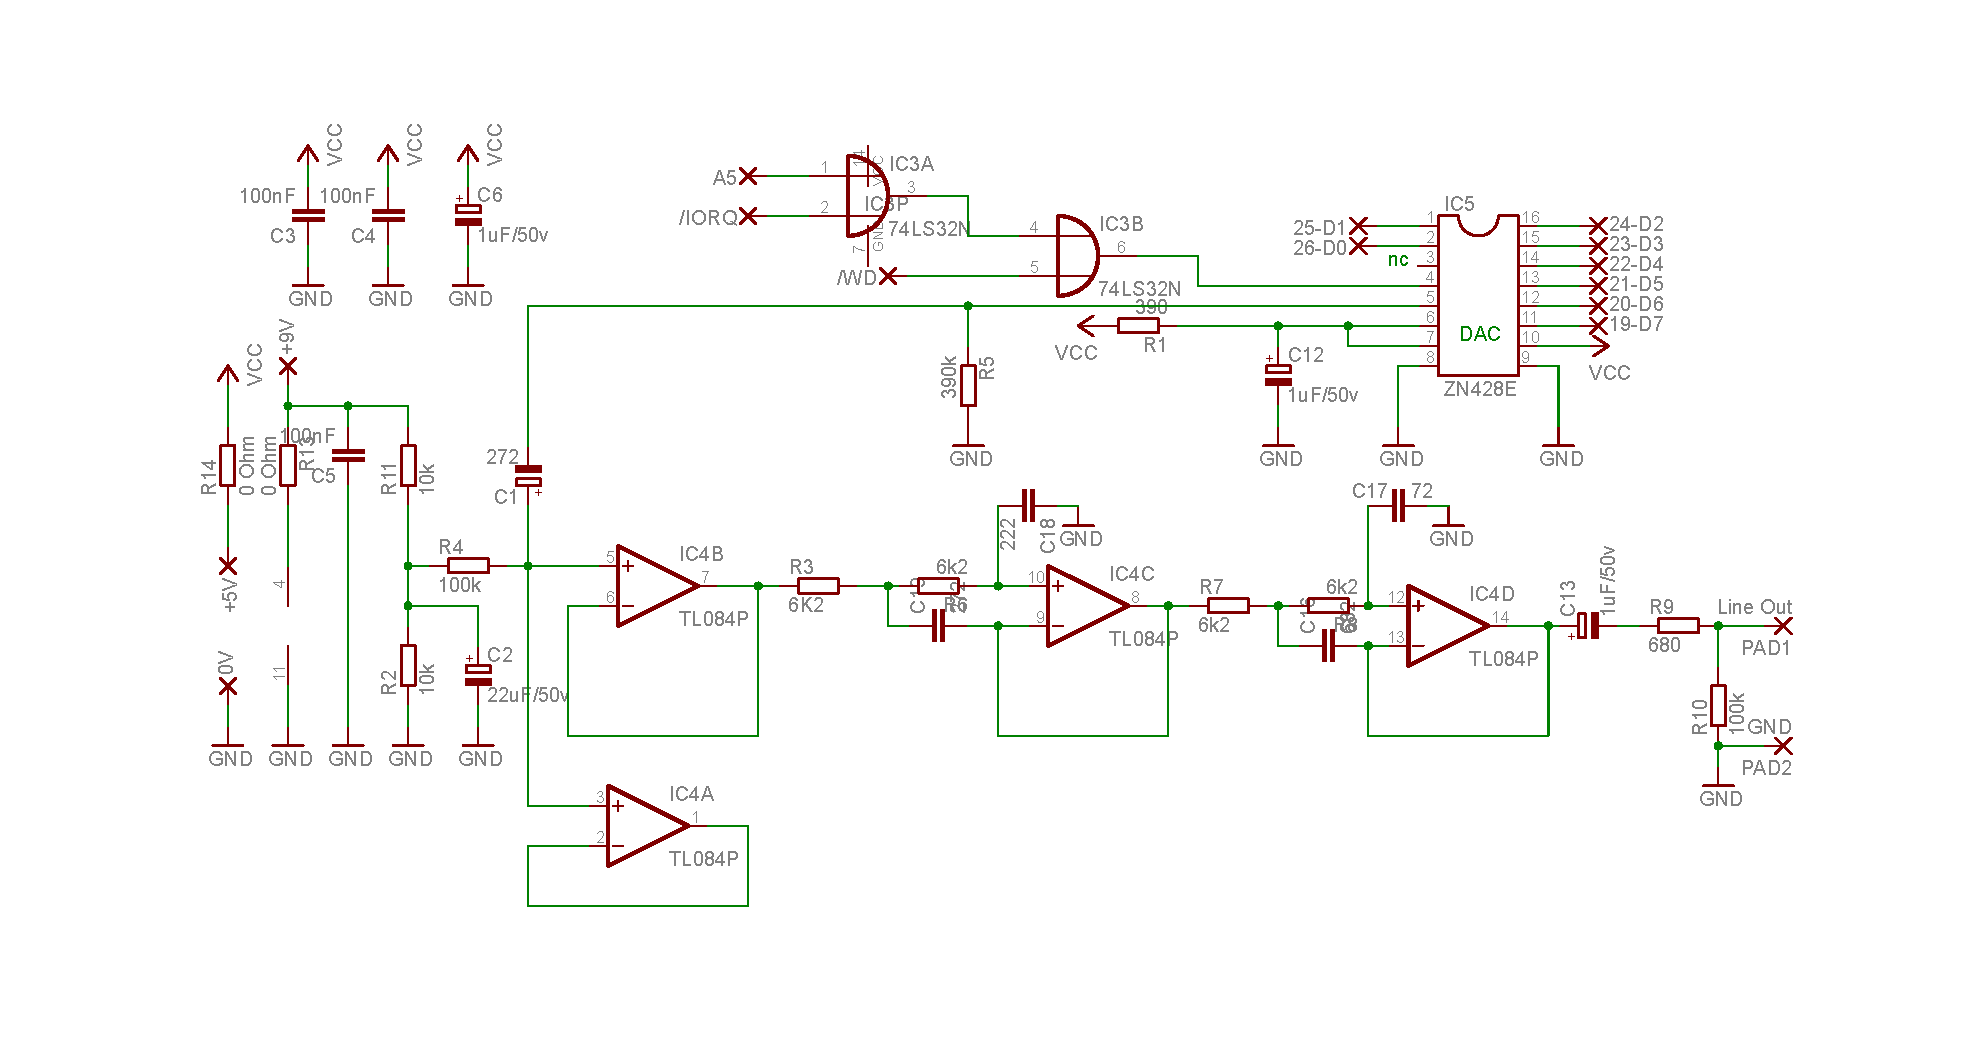 VCC
VCC
VCC
100nF
C3
GND
100nF
C4
GND
C6
1uF/50v
GND
A5
/IORQ
1
2
3
14
VCC
7
GND
IC3A
IC3P
74LS32N
/WD
4
5
6
IC3B
74LS32N
25-D1
26-D0
nc
IC5
1
2
3
4
5
6
7
8
16
15
14
13
12
11
10
9
DAC
ZN428E
24-D2
23-D3
22-D4
21-D5
20-D6
19-D7
VCC
390
R1
VCC
390k
R5
GND
C12
1uF/50v
GND
GND
GND
VCC
+9V
R14
0 Ohm
0 Ohm
100nF
C5
R11
10k
272
C1
+5V
4
R4
100k
0V
11
R2
10k
C2
22uF/50v
GND
GND
GND
GND
GND
5
6
7
IC4B
TL084P
R3
6K2
6k2
R6
222
C18
GND
10
9
8
IC4C
TL084P
R7
6k2
6k2
C17
72
GND
12
13
14
IC4D
TL084P
C13
1uF/50v
R9
680
Line Out
PAD1
R10
100k
GND
PAD2
GND
3
2
1
IC4A
TL084P